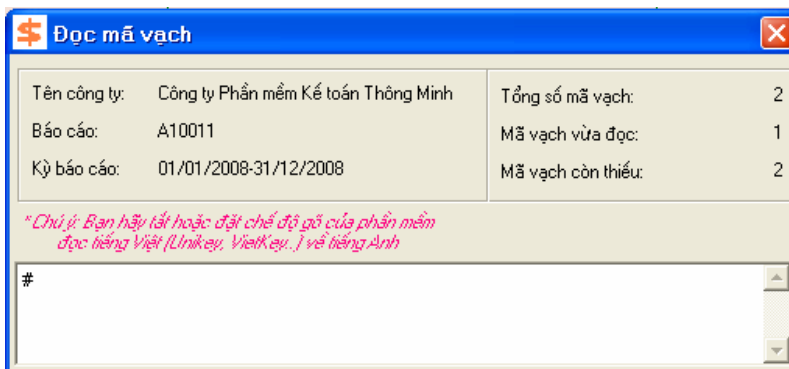 Đọc mã vạch
Tên công ty: Công ty Phần mềm Kế toán Thông Minh
Báo cáo: A10011
Kỳ báo cáo: 01/01/2008-31/12/2008
Tổng số mã vạch: 2
Mã vạch vừa đọc: 1
Mã vạch còn thiếu: 2
*Chú ý: Bạn hãy tắt hoặc đặt chế độ gõ của phần mềm
đọc tiếng Việt (Unikey, VietKey..) về tiếng Anh
#